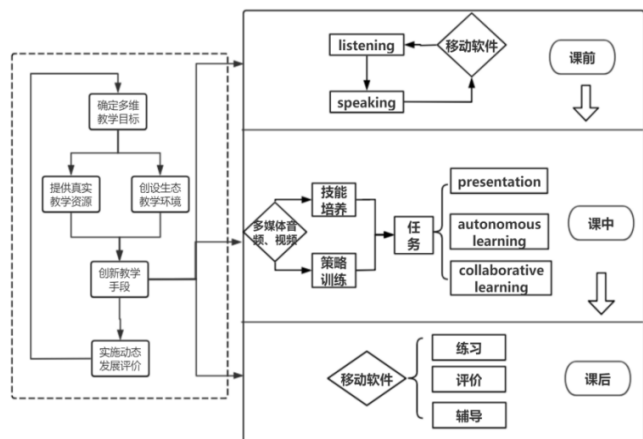 确定多维
教学目标
提供真实
教学资源
创设生态
教学环境
创新教学
手段
实施动态
发展评价
listening
移动软件
speaking
课前
多媒体音
频、视频
技能
培养
策略
训练
任
务
presentation
autonomous
learning
collaborative
learning
课中
移动软件
练习
评价
辅导
课后